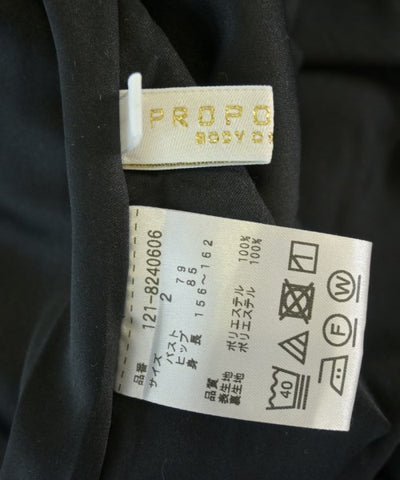 PROPO
BODY D
品番 121-8240606
サイズ 2
バスト 79
ヒップ 85
身 長 156~162
品質
表生地 ポリエステル 100%
裏生地 ポリエステル 100%
40
F
W